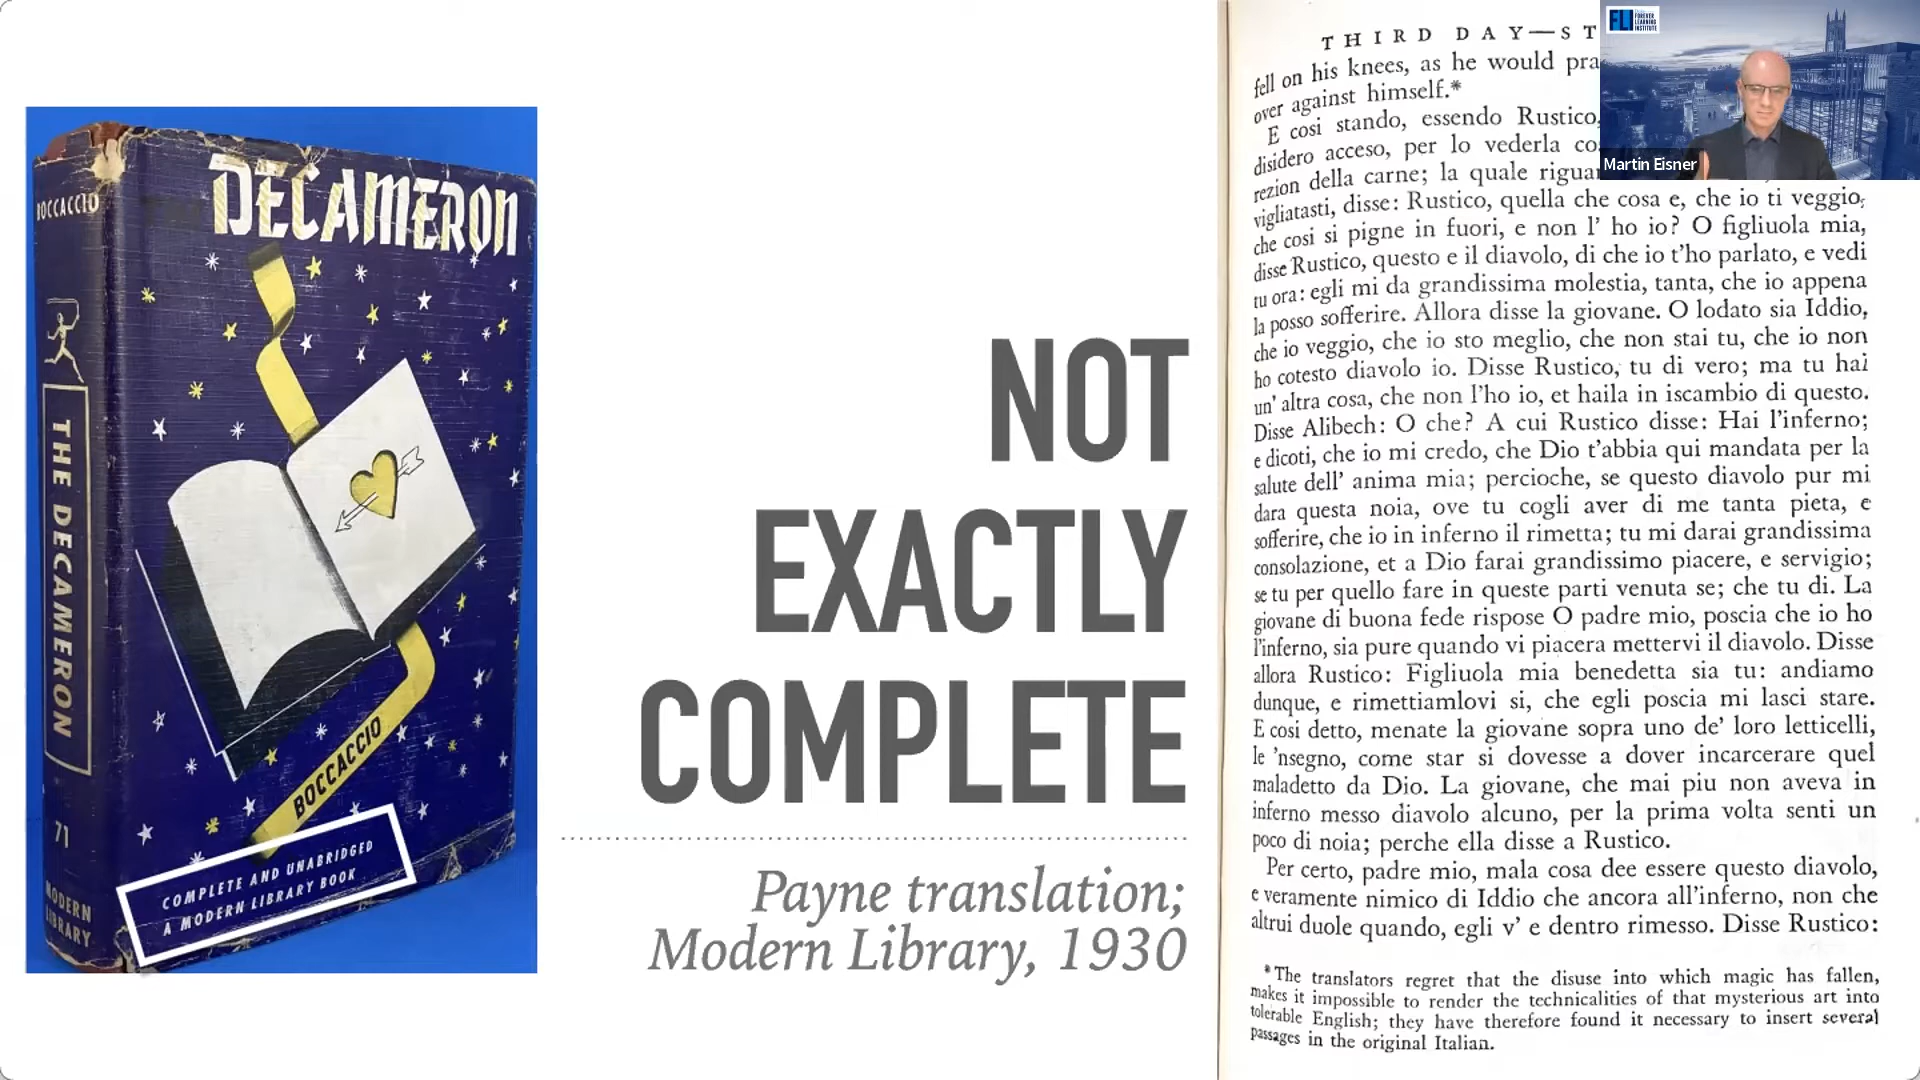 BOCCACCIO
THE DECAMERON
71
MODERN
LIBRARY
DECAMERON
BOCCACCIO
COMPLETE AND UNABRIDGED
A MODERN LIBRARY BOOK
NOT
EXACTLY
COMPLETE
Payne translation;
Modern Library, 1930
THIRD DAY—ST
fell on his knees, as he would pra
over against himself.*
E cosi stando, essendo Rustico,
disidero acceso, per lo vederla co
rezion della carne; la quale riguar
vigliatasti, disse: Rustico, quella che cosa e, che io ti veggio,
che cosi si pigne in fuori, e non l' ho io? O figliuola mia,
disse Rustico, questo e il diavolo, di che io t'ho parlato, e vedi
tu ora: egli mi da grandissima molestia, tanta, che io appena
la posso sofferire. Allora disse la giovane. O lodato sia Iddio,
che io veggio, che io sto meglio, che non stai tu, che io non
ho cotesto diavolo io. Disse Rustico, tu di vero; ma tu hai
un' altra cosa, che non l'ho io, et haila in iscambio di questo.
Disse Alibech: O che? A cui Rustico disse: Hai l'inferno;
e dicoti, che io mi credo, che Dio t'abbia qui mandata per la
salute dell' anima mia; percioche, se questo diavolo pur mi
dara questa noia, ove tu cogli aver di me tanta pieta, e
sofferire, che io in inferno il rimetta; tu mi darai grandissima
consolazione, et a Dio farai grandissimo piacere, e servigio;
se tu per quello fare in queste parti venuta se; che tu di. La
giovane di buona fede rispose O padre mio, poscia che io ho
l'inferno, sia pure quando vi piacera mettervi il diavolo. Disse
allora Rustico: Figliuola mia benedetta sia tu: andiamo
dunque, e rimettiamlovi si, che egli poscia mi lasci stare.
E cosi detto, menate la giovane sopra uno de' loro letticelli,
le 'nsegno, come star si dovesse a dover incarcerare quel
maladetto da Dio. La giovane, che mai piu non aveva in
inferno messo diavolo alcuno, per la prima volta senti un
poco di noia; perche ella disse a Rustico.
Per certo, padre mio, mala cosa dee essere questo diavolo,
e veramente nimico di Iddio che ancora all'inferno, non che
altrui duole quando, egli v' e dentro rimesso. Disse Rustico:
*The translators regret that the disuse into which magic has fallen,
makes it impossible to render the technicalities of that mysterious art into
tolerable English; they have therefore found it necessary to insert several
passages in the original Italian.
FLI
FOREVER
LEARNING
INSTITUTE
Martin Eisner